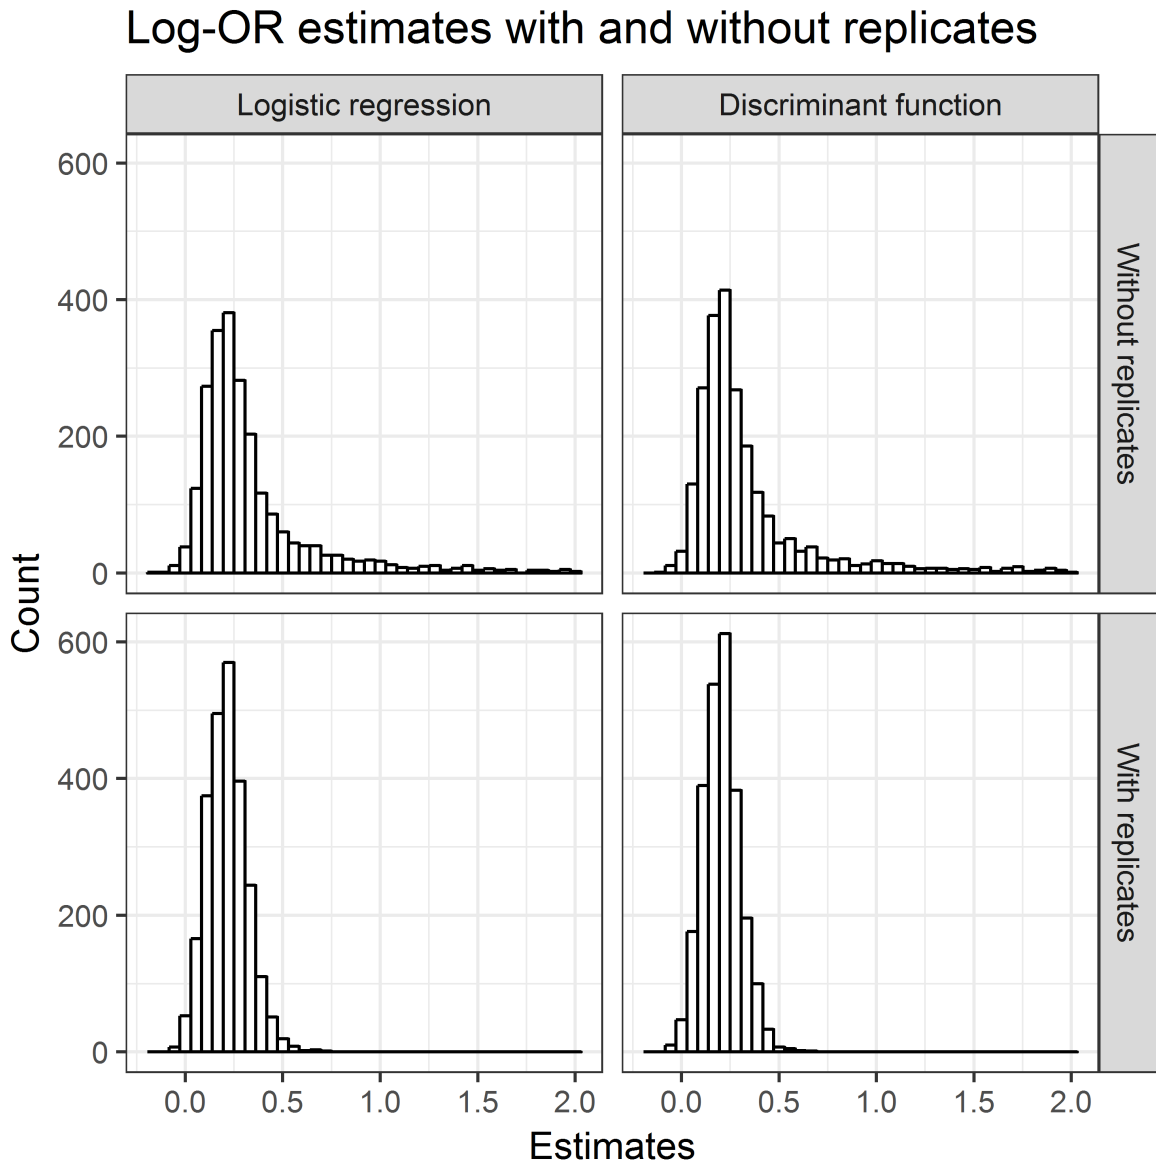 Log-OR estimates with and without replicates
Logistic regression
Discriminant function
600
400
200
0
Without replicates
Count
600
400
200
0
With replicates
0.0 0.5 1.0 1.5 2.0
0.0 0.5 1.0 1.5 2.0
Estimates